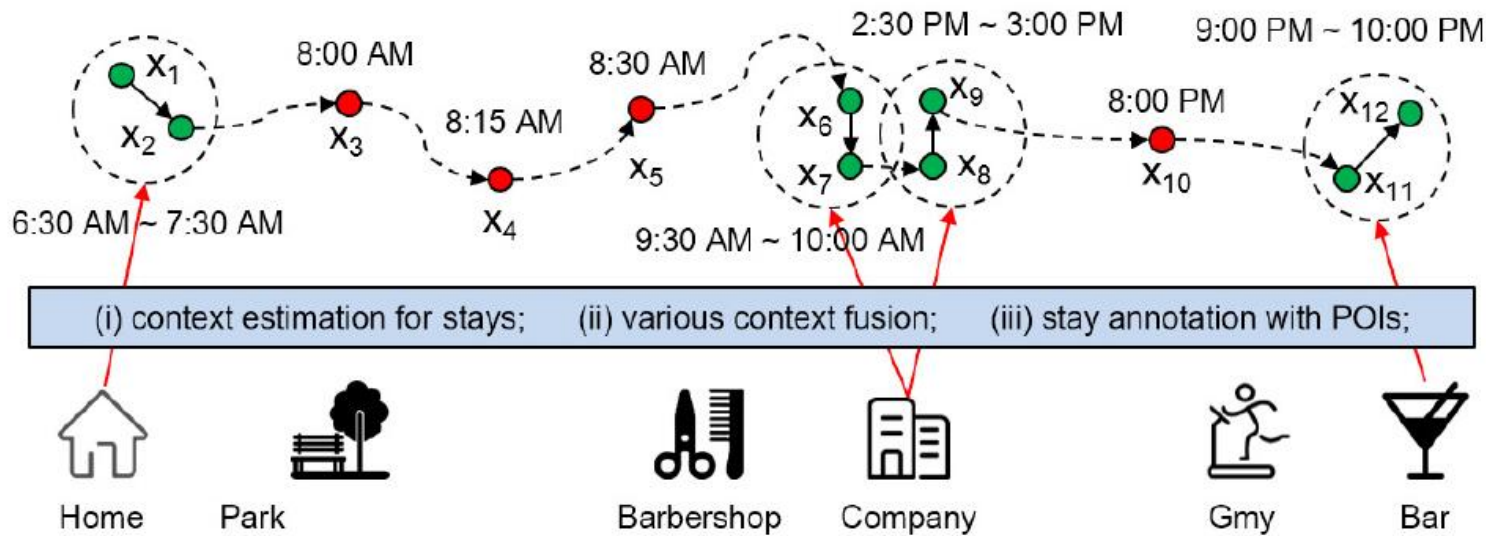 2:30 PM ~ 3:00 PM
9:00 PM ~ 10:00 PM
8:00 AM
8:30 AM
8:15 AM
8:00 PM
x1
x2
x3
x4
x5
x6
x7
x8
x9
x10
x11
x12
6:30 AM ~ 7:30 AM
9:30 AM ~ 10:00 AM
(i) context estimation for stays; (ii) various context fusion; (iii) stay annotation with POIs;
Home
Park
Barbershop
Company
Gmy
Bar